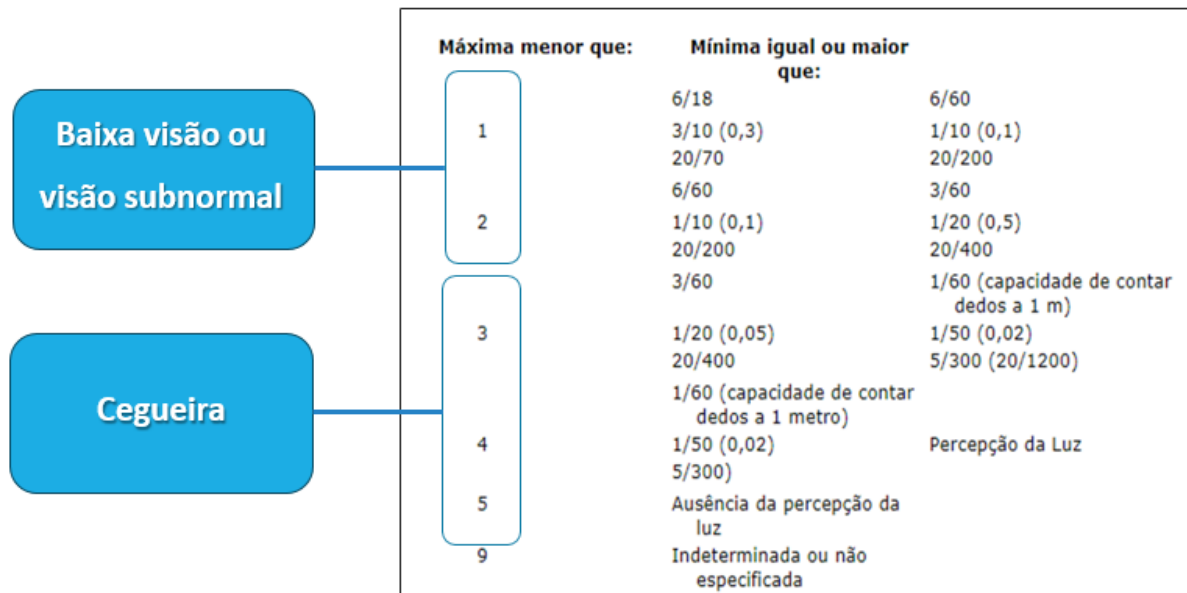 Baixa visão ou
visão subnormal
Cegueira
Máxima menor que:
Mínima igual ou maior
que:
6/18 6/60
1 3/10 (0,3) 1/10 (0,1)
20/70 20/200
6/60 3/60
2 1/10 (0,1) 1/20 (0,5)
20/200 20/400
3/60 1/60 (capacidade de contar
dedos a 1 m)
3 1/20 (0,05) 1/50 (0,02)
20/400 5/300 (20/1200)
1/60 (capacidade de contar
dedos a 1 metro)
4 1/50 (0,02) Percepção da Luz
5/300)
5 Ausência da percepção da
luz
9 Indeterminada ou não
especificada